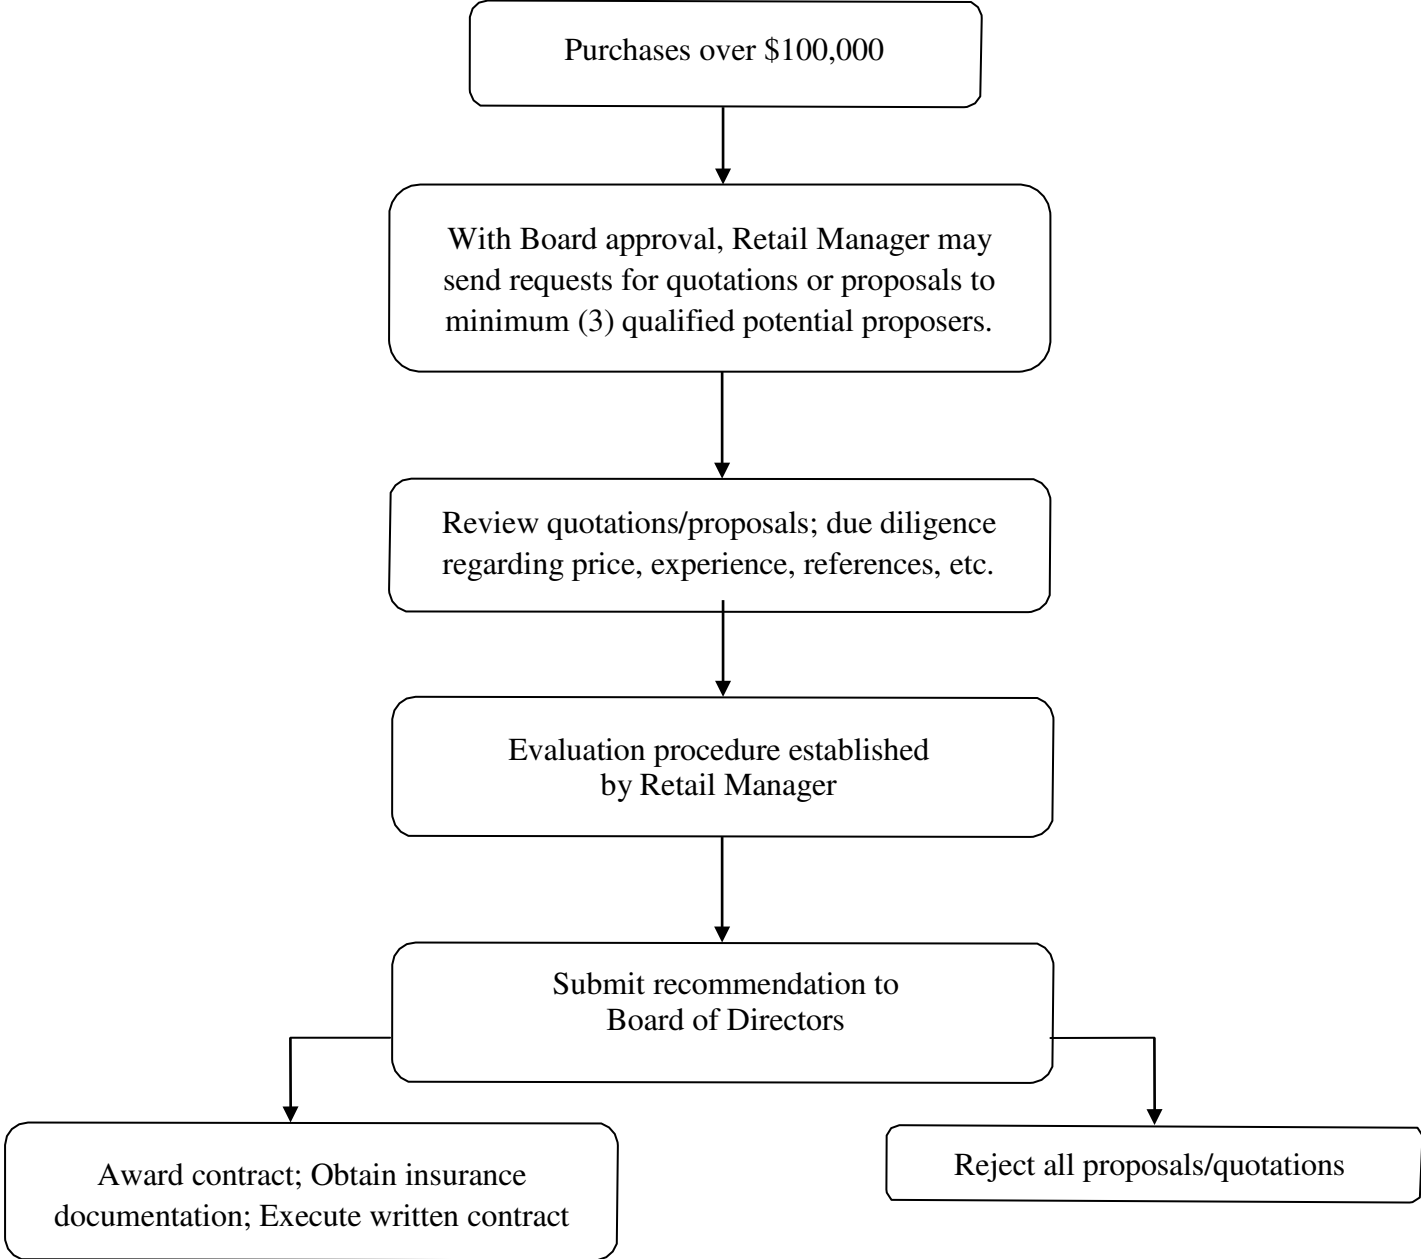 Purchases over $100,000
With Board approval, Retail Manager may
send requests for quotations or proposals to
minimum (3) qualified potential proposers.
Review quotations/proposals; due diligence
regarding price, experience, references, etc.
Evaluation procedure established
by Retail Manager
Submit recommendation to
Board of Directors
Award contract; Obtain insurance
documentation; Execute written contract
Reject all proposals/quotations